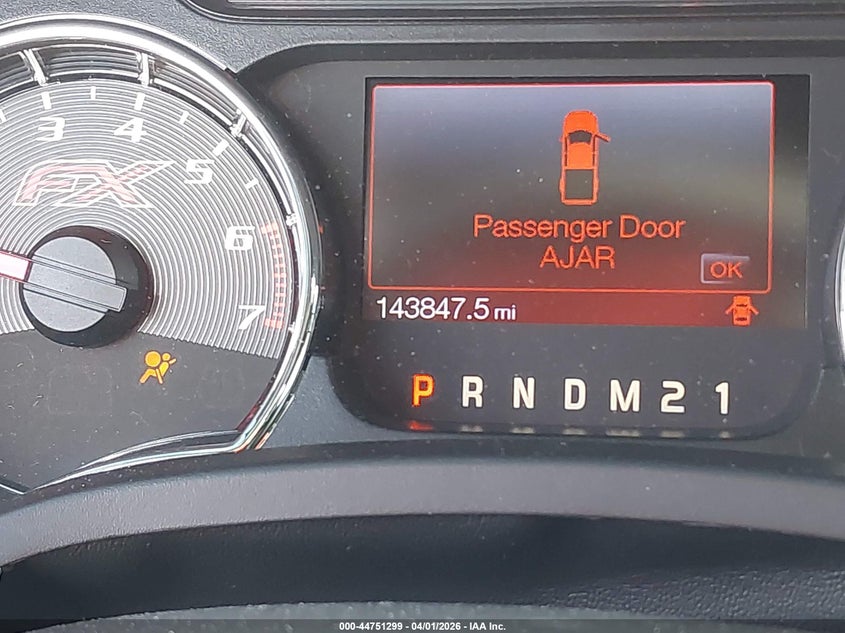 3
4
5
6
7
FX
Passenger Door
AJAR
OK
143847.5 mi
P R N D M 2 1
000-44751299 - 04/01/2026 - IAA Inc.